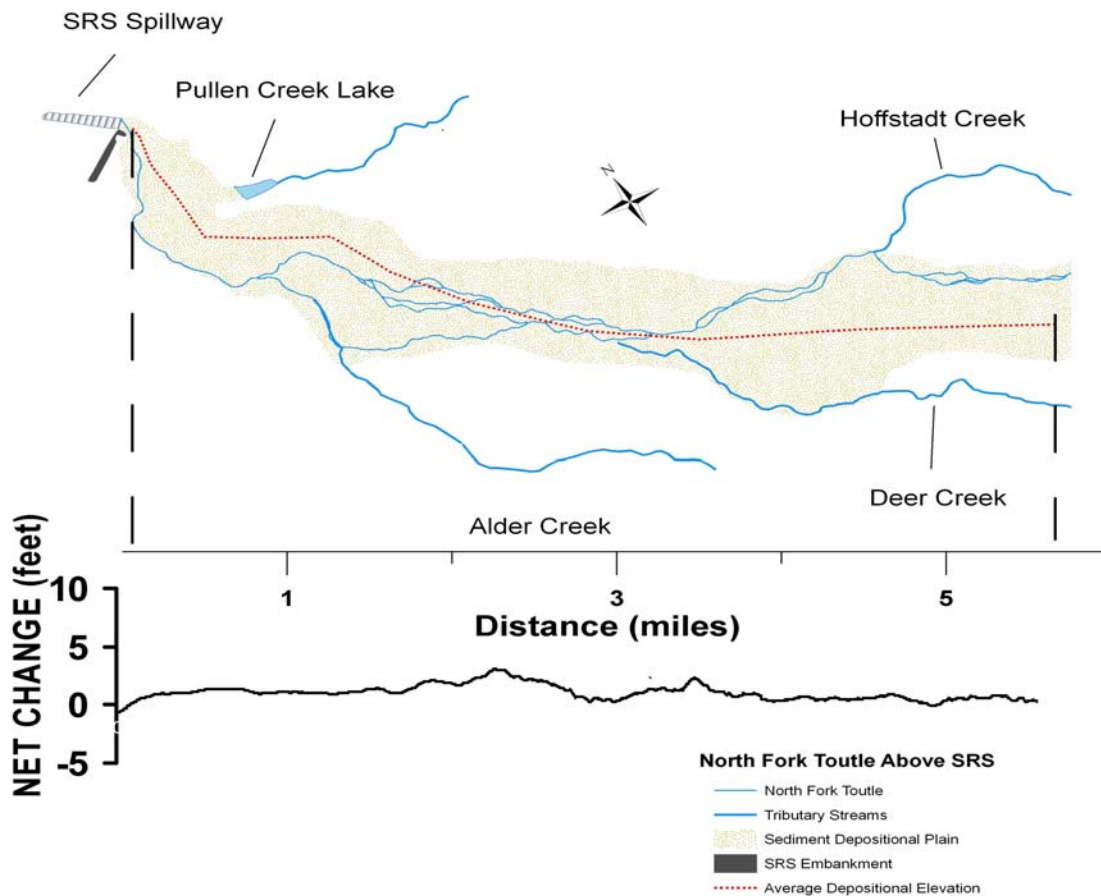 SRS Spillway
Pullen Creek Lake
Hoffstadt Creek
N
Deer Creek
Alder Creek
NET CHANGE (feet)
10
5
0
-5
1
3
5
Distance (miles)
North Fork Toutle Above SRS
North Fork Toutle
Tributary Streams
Sediment Depositional Plain
SRS Embankment
Average Depositional Elevation